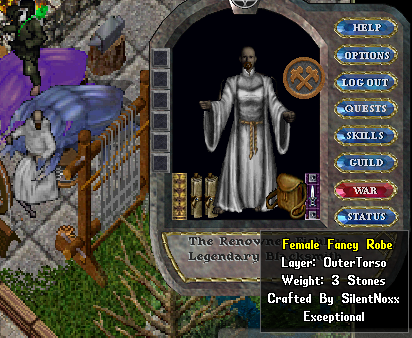 HELP
OPTIONS
LOG OUT
QUESTS
SKILLS
GUILD
WAR
STATUS
The Renowne
Legendary B
Female Fancy Robe
Layer: OuterTorso
Weight: 3 Stones
Crafted By SilentNoxx
Exceptional